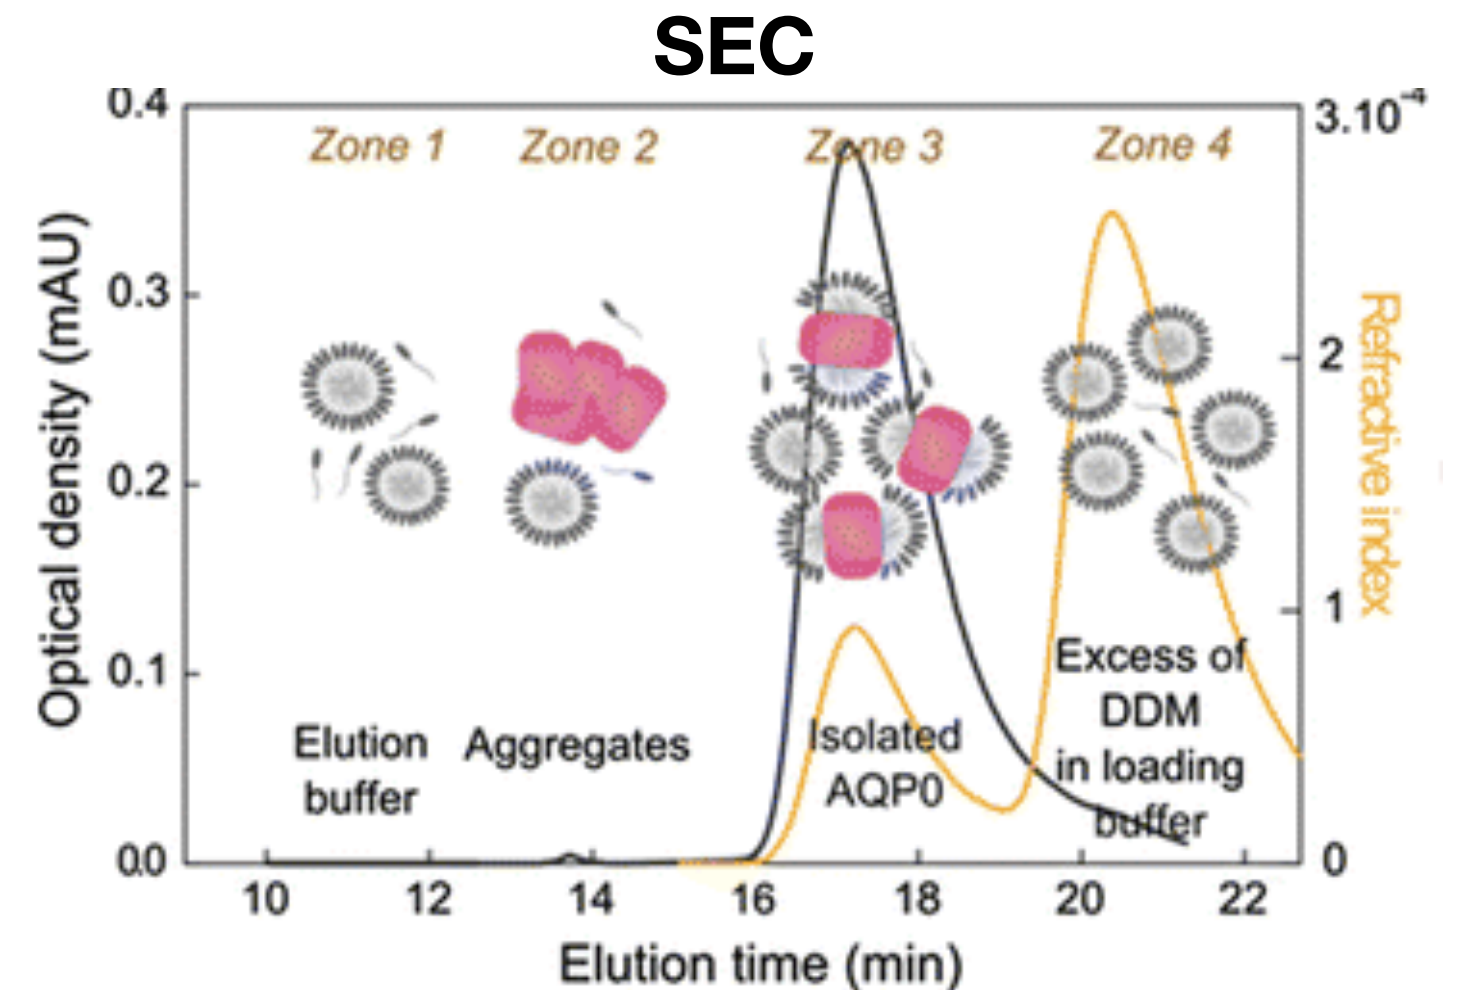 SEC
Zone 1
Zone 2
Zone 3
Zone 4
0.4
0.3
0.2
0.1
0.0
Optical density (mAU)
3.10⁻⁴
2
1
0
Refractive index
Elution
buffer
Aggregates
Isolated
AQP0
Excess of
DDM
in loading
buffer
10 12 14 16 18 20 22
Elution time (min)